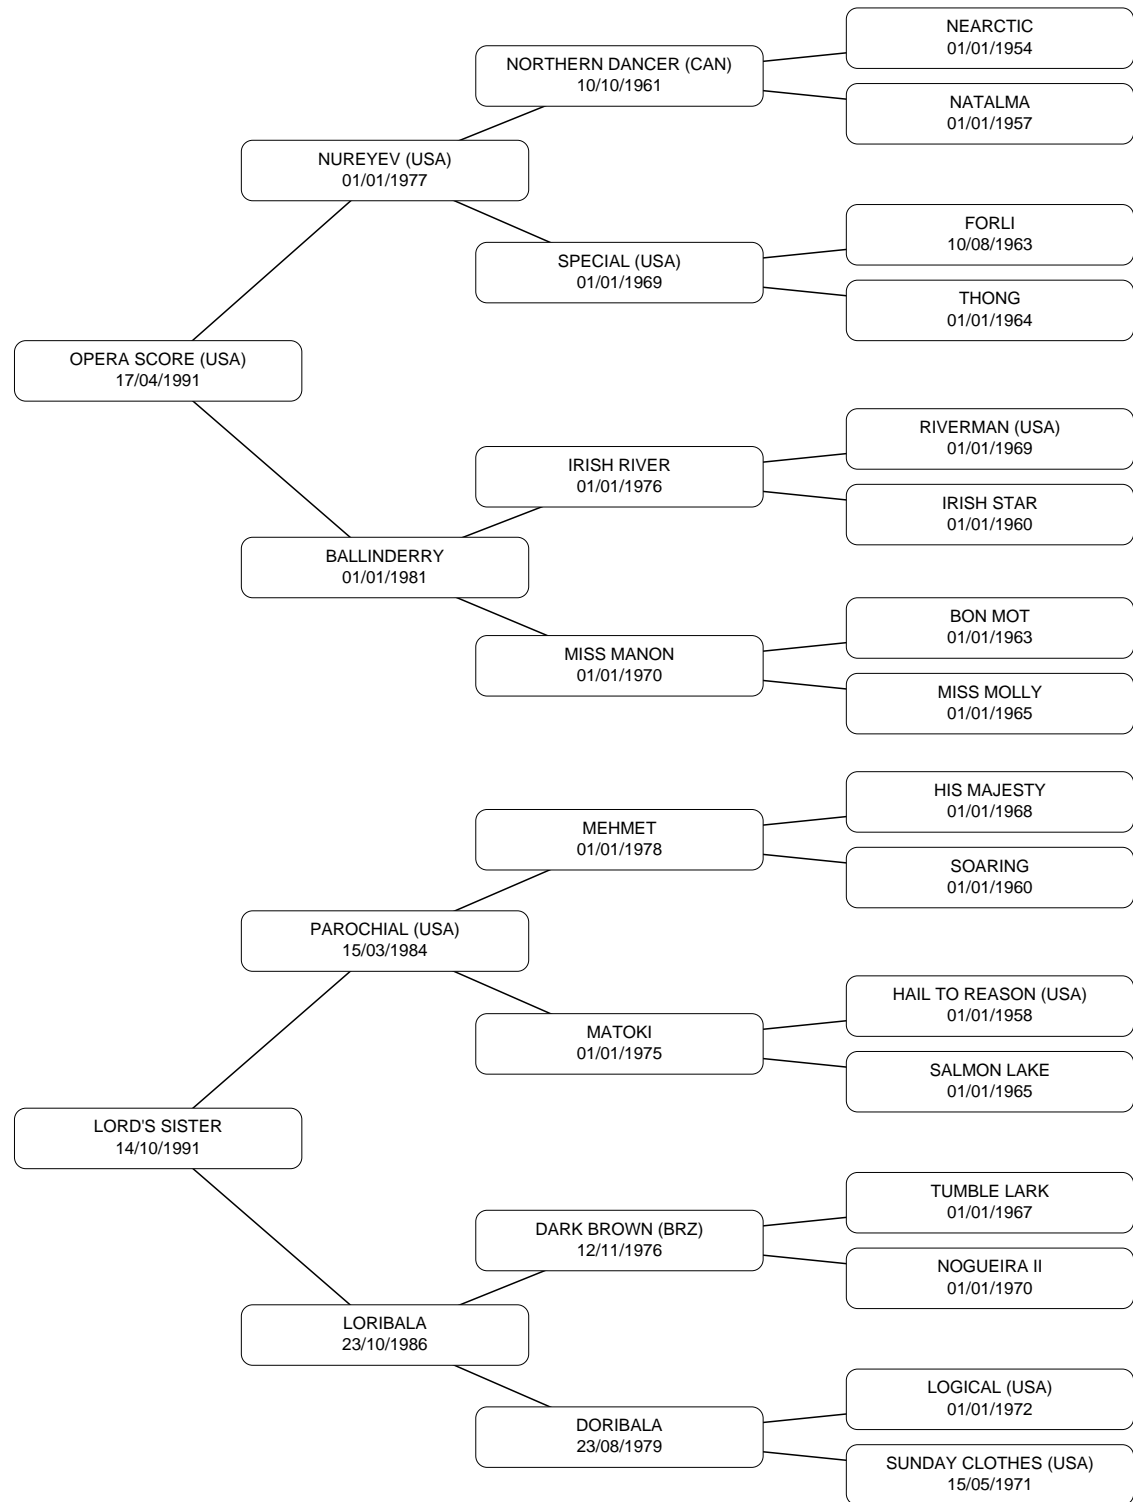 NEARCTIC
01/01/1954
NORTHERN DANCER (CAN)
10/10/1961
NATALMA
01/01/1957
NUREYEV (USA)
01/01/1977
FORLI
10/08/1963
SPECIAL (USA)
01/01/1969
THONG
01/01/1964
OPERA SCORE (USA)
17/04/1991
RIVERMAN (USA)
01/01/1969
IRISH RIVER
01/01/1976
IRISH STAR
01/01/1960
BALLINDERRY
01/01/1981
BON MOT
01/01/1963
MISS MANON
01/01/1970
MISS MOLLY
01/01/1965
HIS MAJESTY
01/01/1968
MEHMET
01/01/1978
SOARING
01/01/1960
PAROCHIAL (USA)
15/03/1984
HAIL TO REASON (USA)
01/01/1958
MATOKI
01/01/1975
SALMON LAKE
01/01/1965
LORD'S SISTER
14/10/1991
TUMBLE LARK
01/01/1967
DARK BROWN (BRZ)
12/11/1976
NOGUEIRA II
01/01/1970
LORIBALA
23/10/1986
LOGICAL (USA)
01/01/1972
DORIBALA
23/08/1979
SUNDAY CLOTHES (USA)
15/05/1971